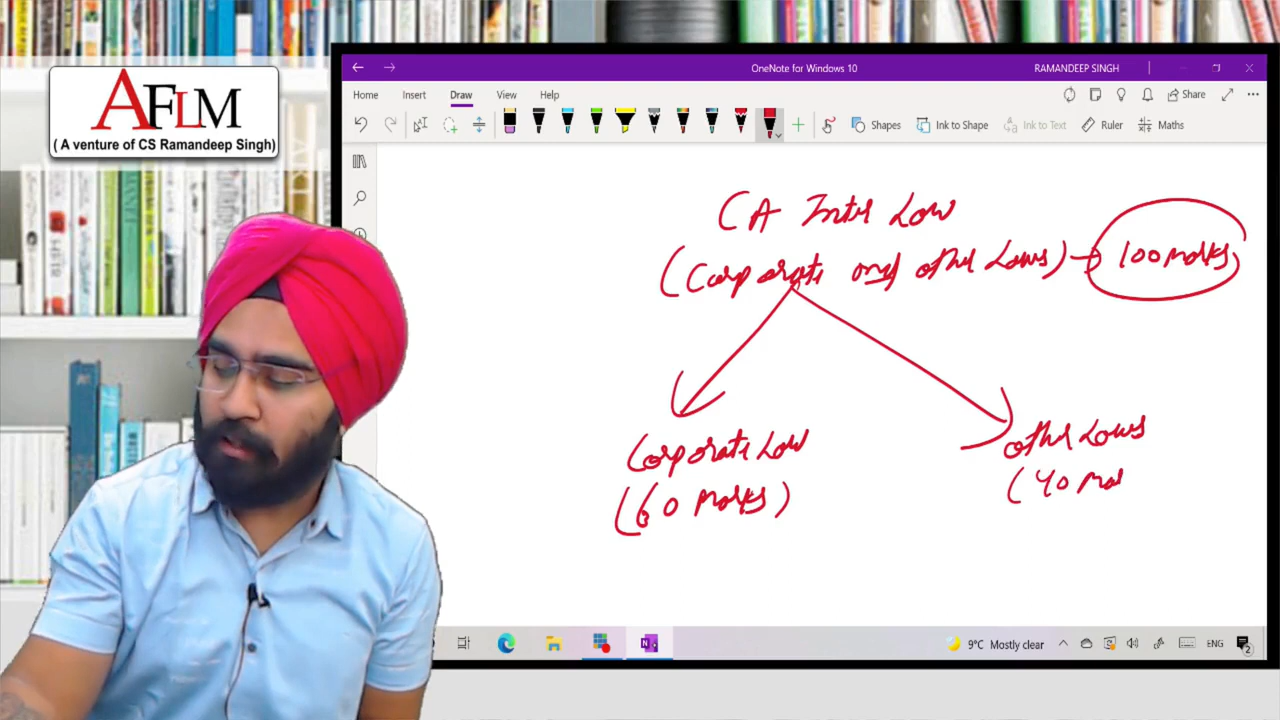 AFLM
( A venture of CS Ramandeep Singh)
OneNote for Windows 10
RAMANDEEP SINGH
Home Insert Draw View Help
Share
Shapes Ink to Shape Ink to Text Ruler Maths
CA Inter Law
(Corporate and other Laws) → 100 marks
Corporate Law
(60 marks)
other Laws
(40 mar
9°C Mostly clear
ENG
2